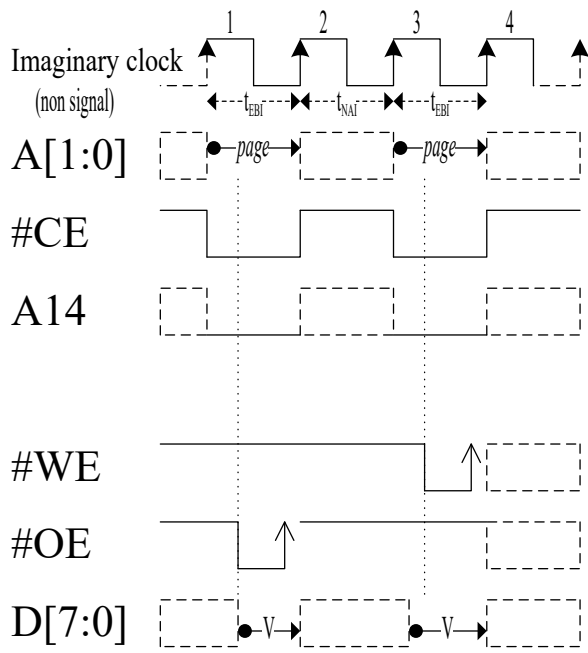 1 2 3 4
Imaginary clock
(non signal)
tEBI tNAI tEBI
A[1:0] page page
#CE
A14
#WE
#OE
D[7:0] V V